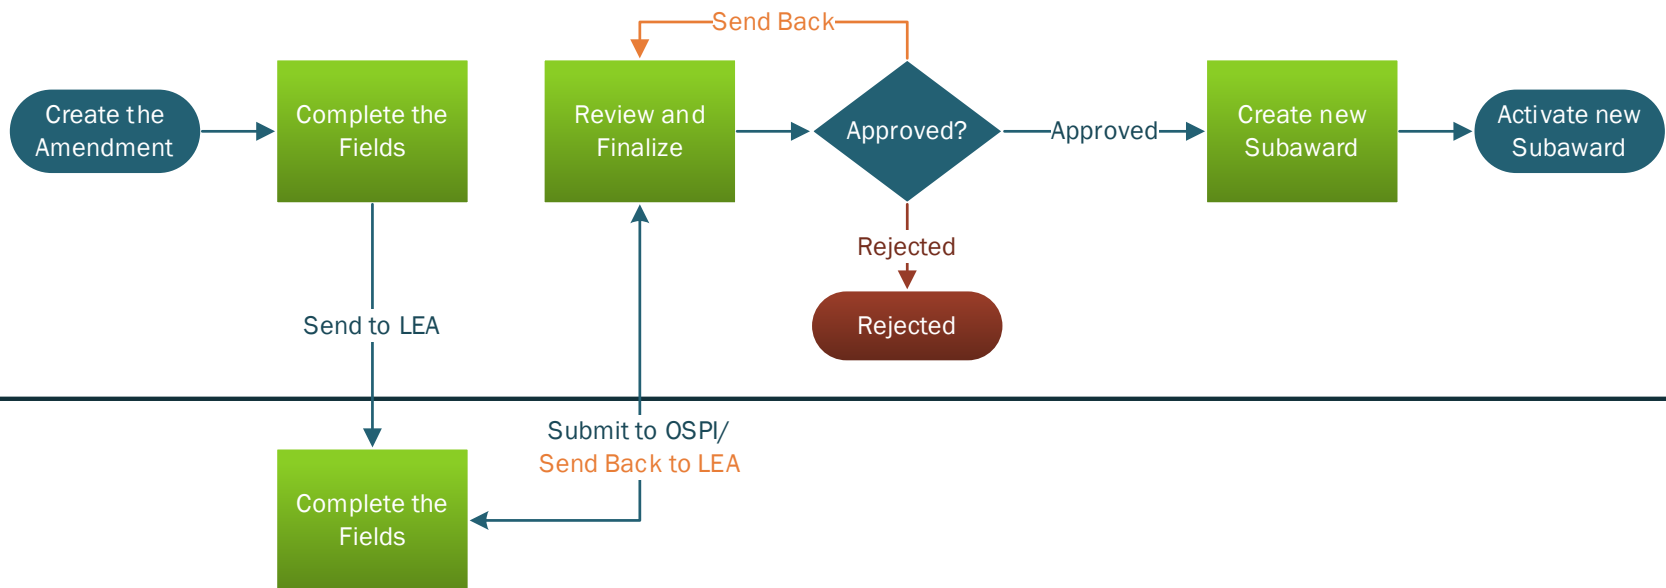 Send Back
Create the
Amendment
Complete the
Fields
Review and
Finalize
Approved?
Approved
Create new
Subaward
Activate new
Subaward
Rejected
Send to LEA
Rejected
Submit to OSPI/
Send Back to LEA
Complete the
Fields